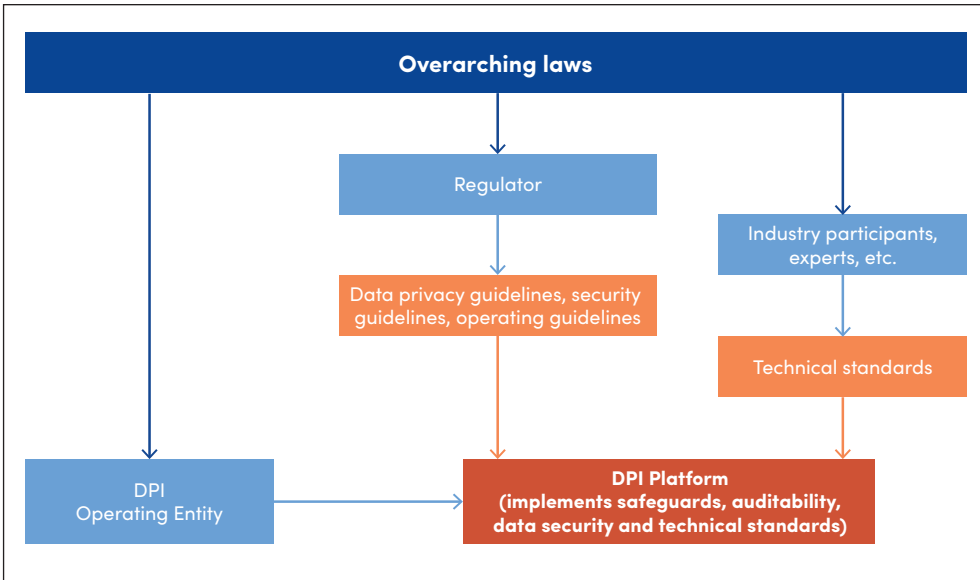 Overarching laws
Regulator
Industry participants,
experts, etc.
Data privacy guidelines, security
guidelines, operating guidelines
Technical standards
DPI
Operating Entity
DPI Platform
(implements safeguards, auditability,
data security and technical standards)